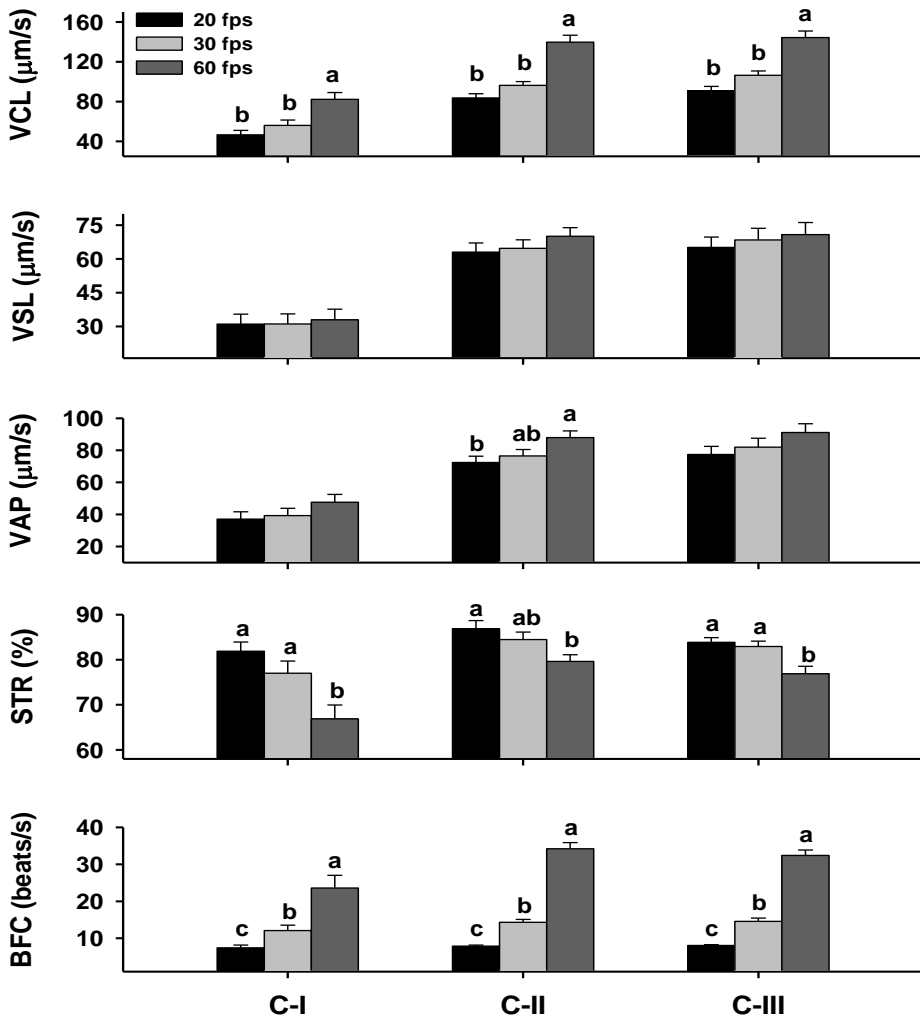 VCL (μm/s)
160
120
80
40
20 fps
30 fps
60 fps
b b a
b b a
b b a
VSL (μm/s)
75
60
45
30
VAP (μm/s)
100
80
60
40
20
b ab a
STR (%)
90
80
70
60
a a b
a ab b
a a b
BFC (beats/s)
40
30
20
10
c b a
c b a
c b a
C-I C-II C-III